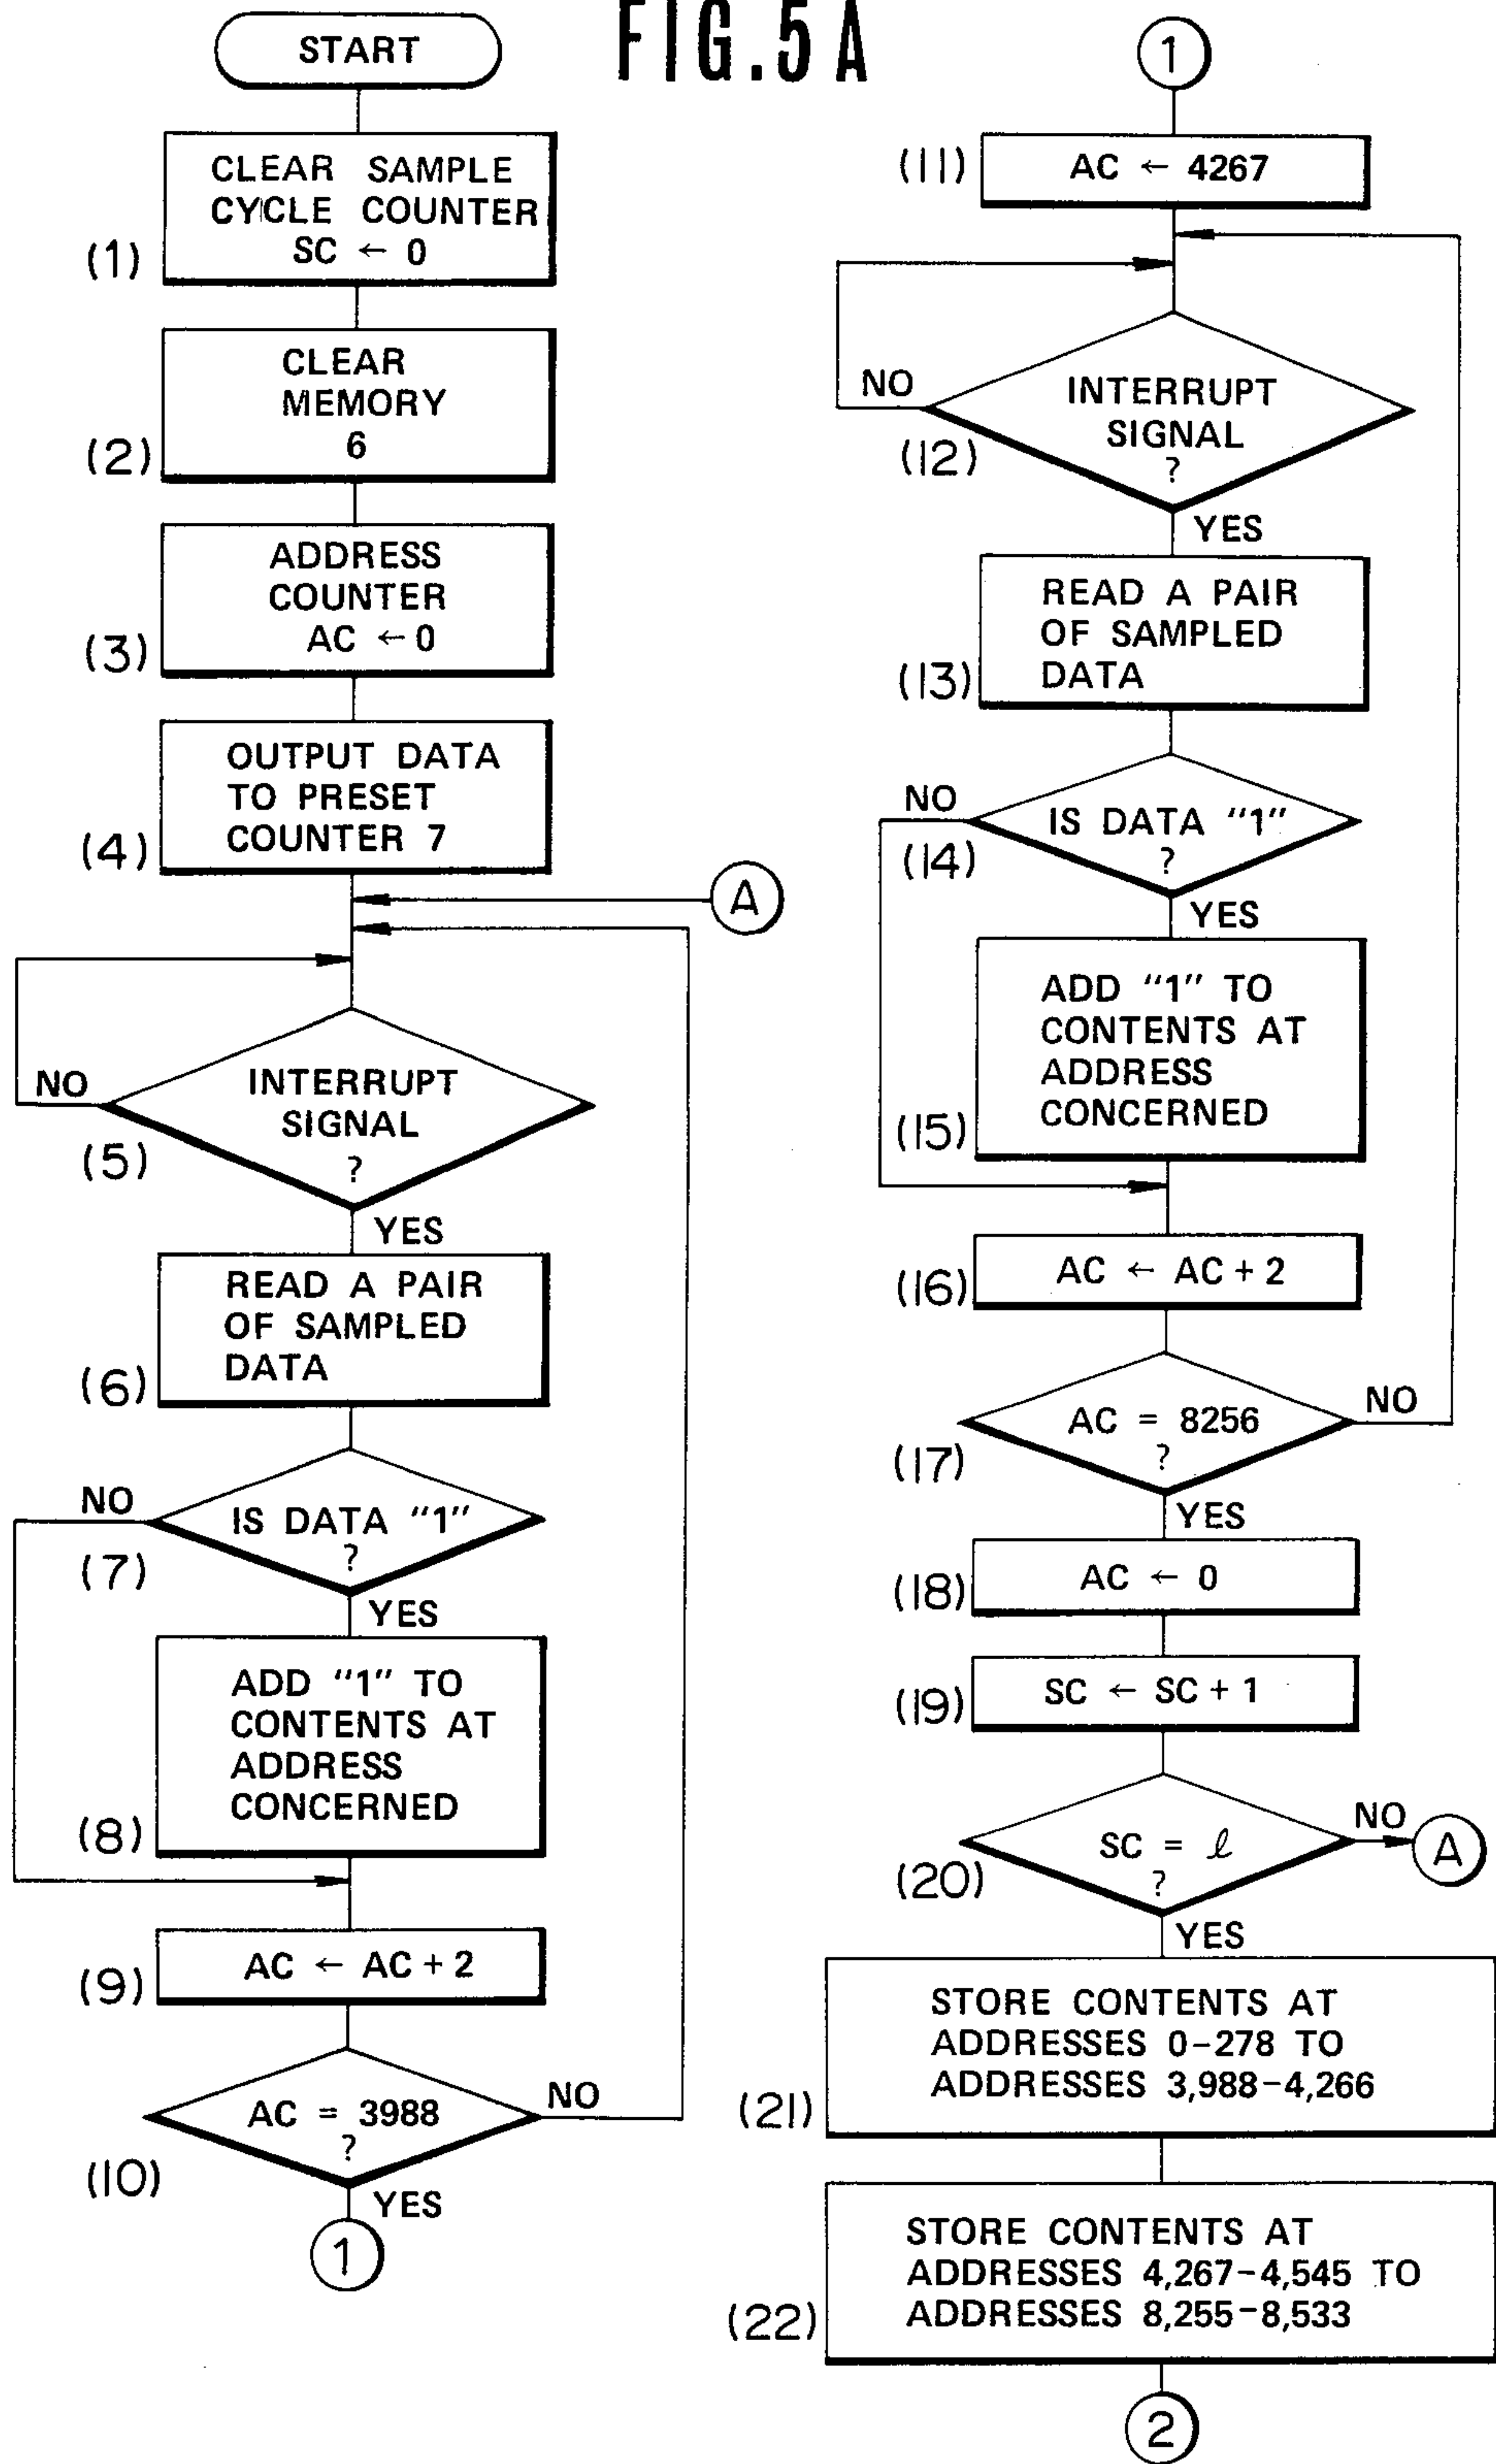 FIG. 5A
START
CLEAR SAMPLE
CYCLE COUNTER
SC ← 0
(1)
CLEAR
MEMORY
6
(2)
ADDRESS
COUNTER
AC ← 0
(3)
OUTPUT DATA
TO PRESET
COUNTER 7
(4)
A
NO
INTERRUPT
SIGNAL
?
(5)
YES
READ A PAIR
OF SAMPLED
DATA
(6)
NO
IS DATA "1"
?
(7)
YES
ADD "1" TO
CONTENTS AT
ADDRESS
CONCERNED
(8)
AC ← AC + 2
(9)
AC = 3988
?
NO
(10)
YES
1
1
(11)
AC ← 4267
NO
INTERRUPT
SIGNAL
?
(12)
YES
READ A PAIR
OF SAMPLED
DATA
(13)
NO
IS DATA "1"
?
(14)
YES
ADD "1" TO
CONTENTS AT
ADDRESS
CONCERNED
(15)
AC ← AC + 2
(16)
AC = 8256
?
NO
(17)
YES
AC ← 0
(18)
SC ← SC + 1
(19)
SC = ℓ
?
NO
A
(20)
YES
STORE CONTENTS AT
ADDRESSES 0-278 TO
ADDRESSES 3,988-4,266
(21)
STORE CONTENTS AT
ADDRESSES 4,267-4,545 TO
ADDRESSES 8,255-8,533
(22)
2